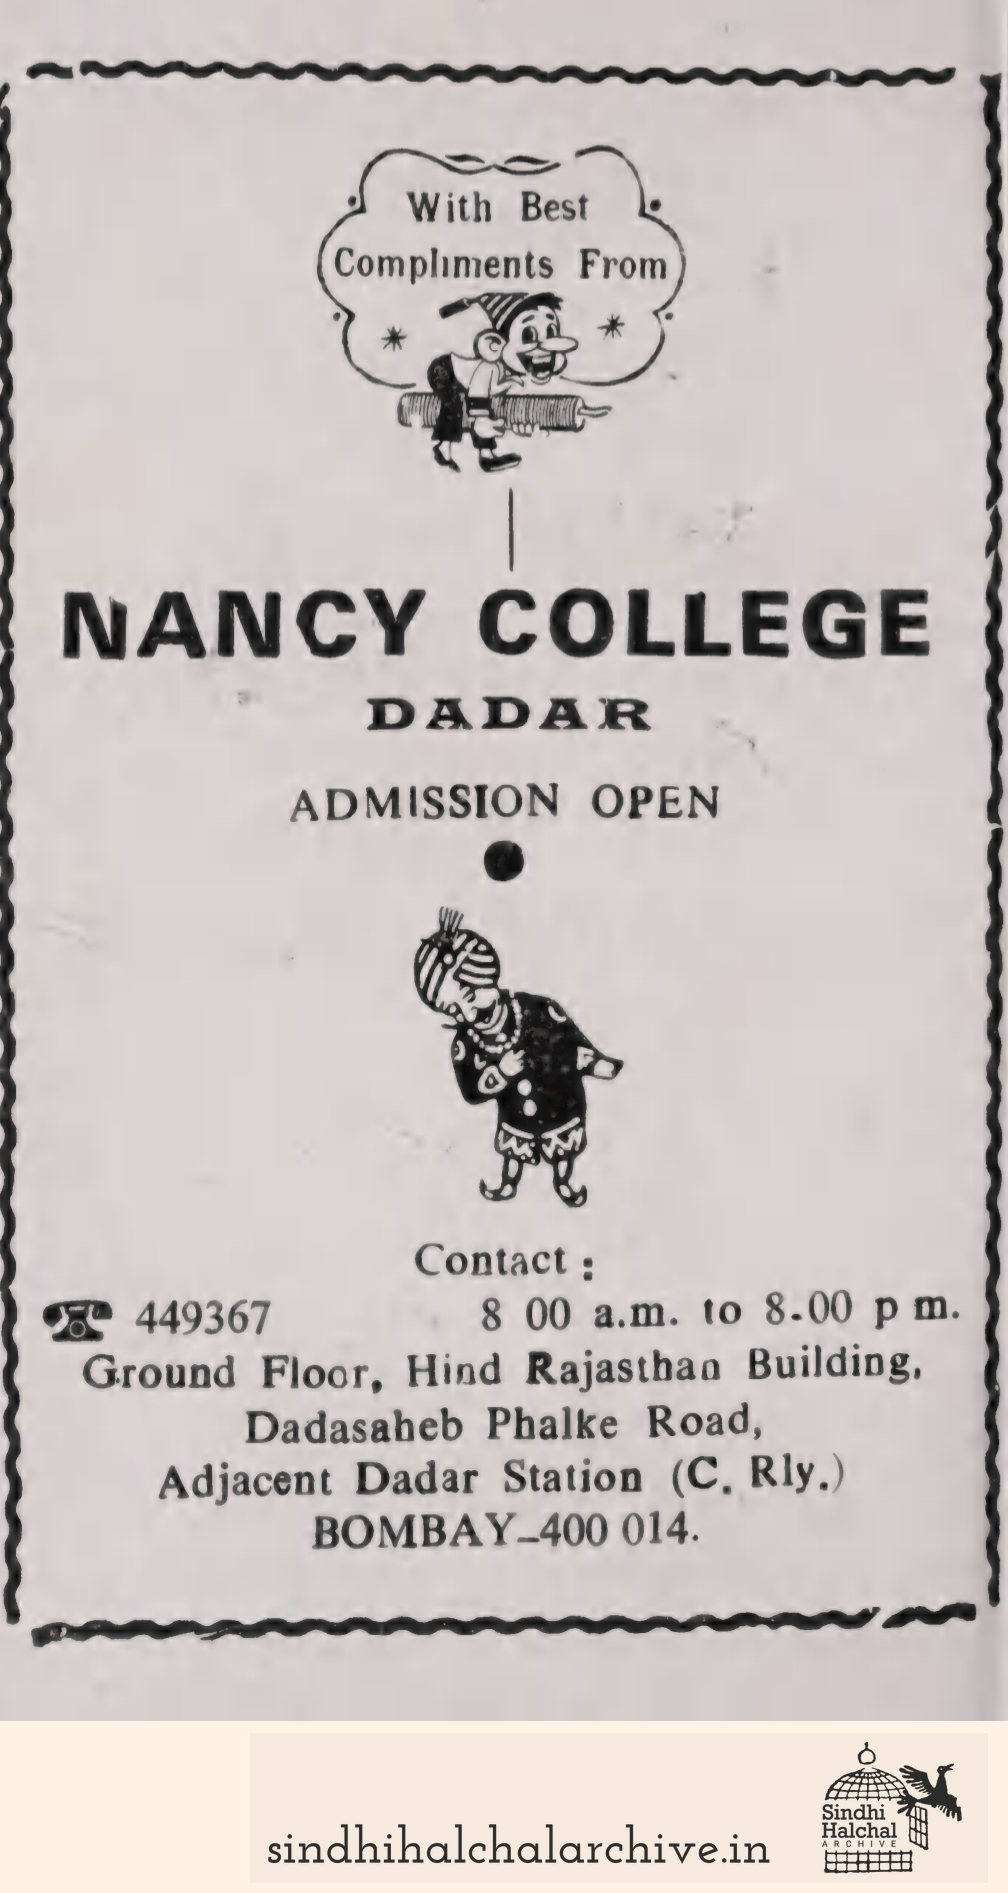 With Best
Compliments From
NANCY COLLEGE
DADAR
ADMISSION OPEN
Contact :
449367 8 00 a.m. to 8.00 p m.
Ground Floor, Hind Rajasthan Building,
Dadasaheb Phalke Road,
Adjacent Dadar Station (C. Rly.)
BOMBAY-400 014.
sindhihalchalarchive.in
Sindhi
Halchal
ARCHIVE